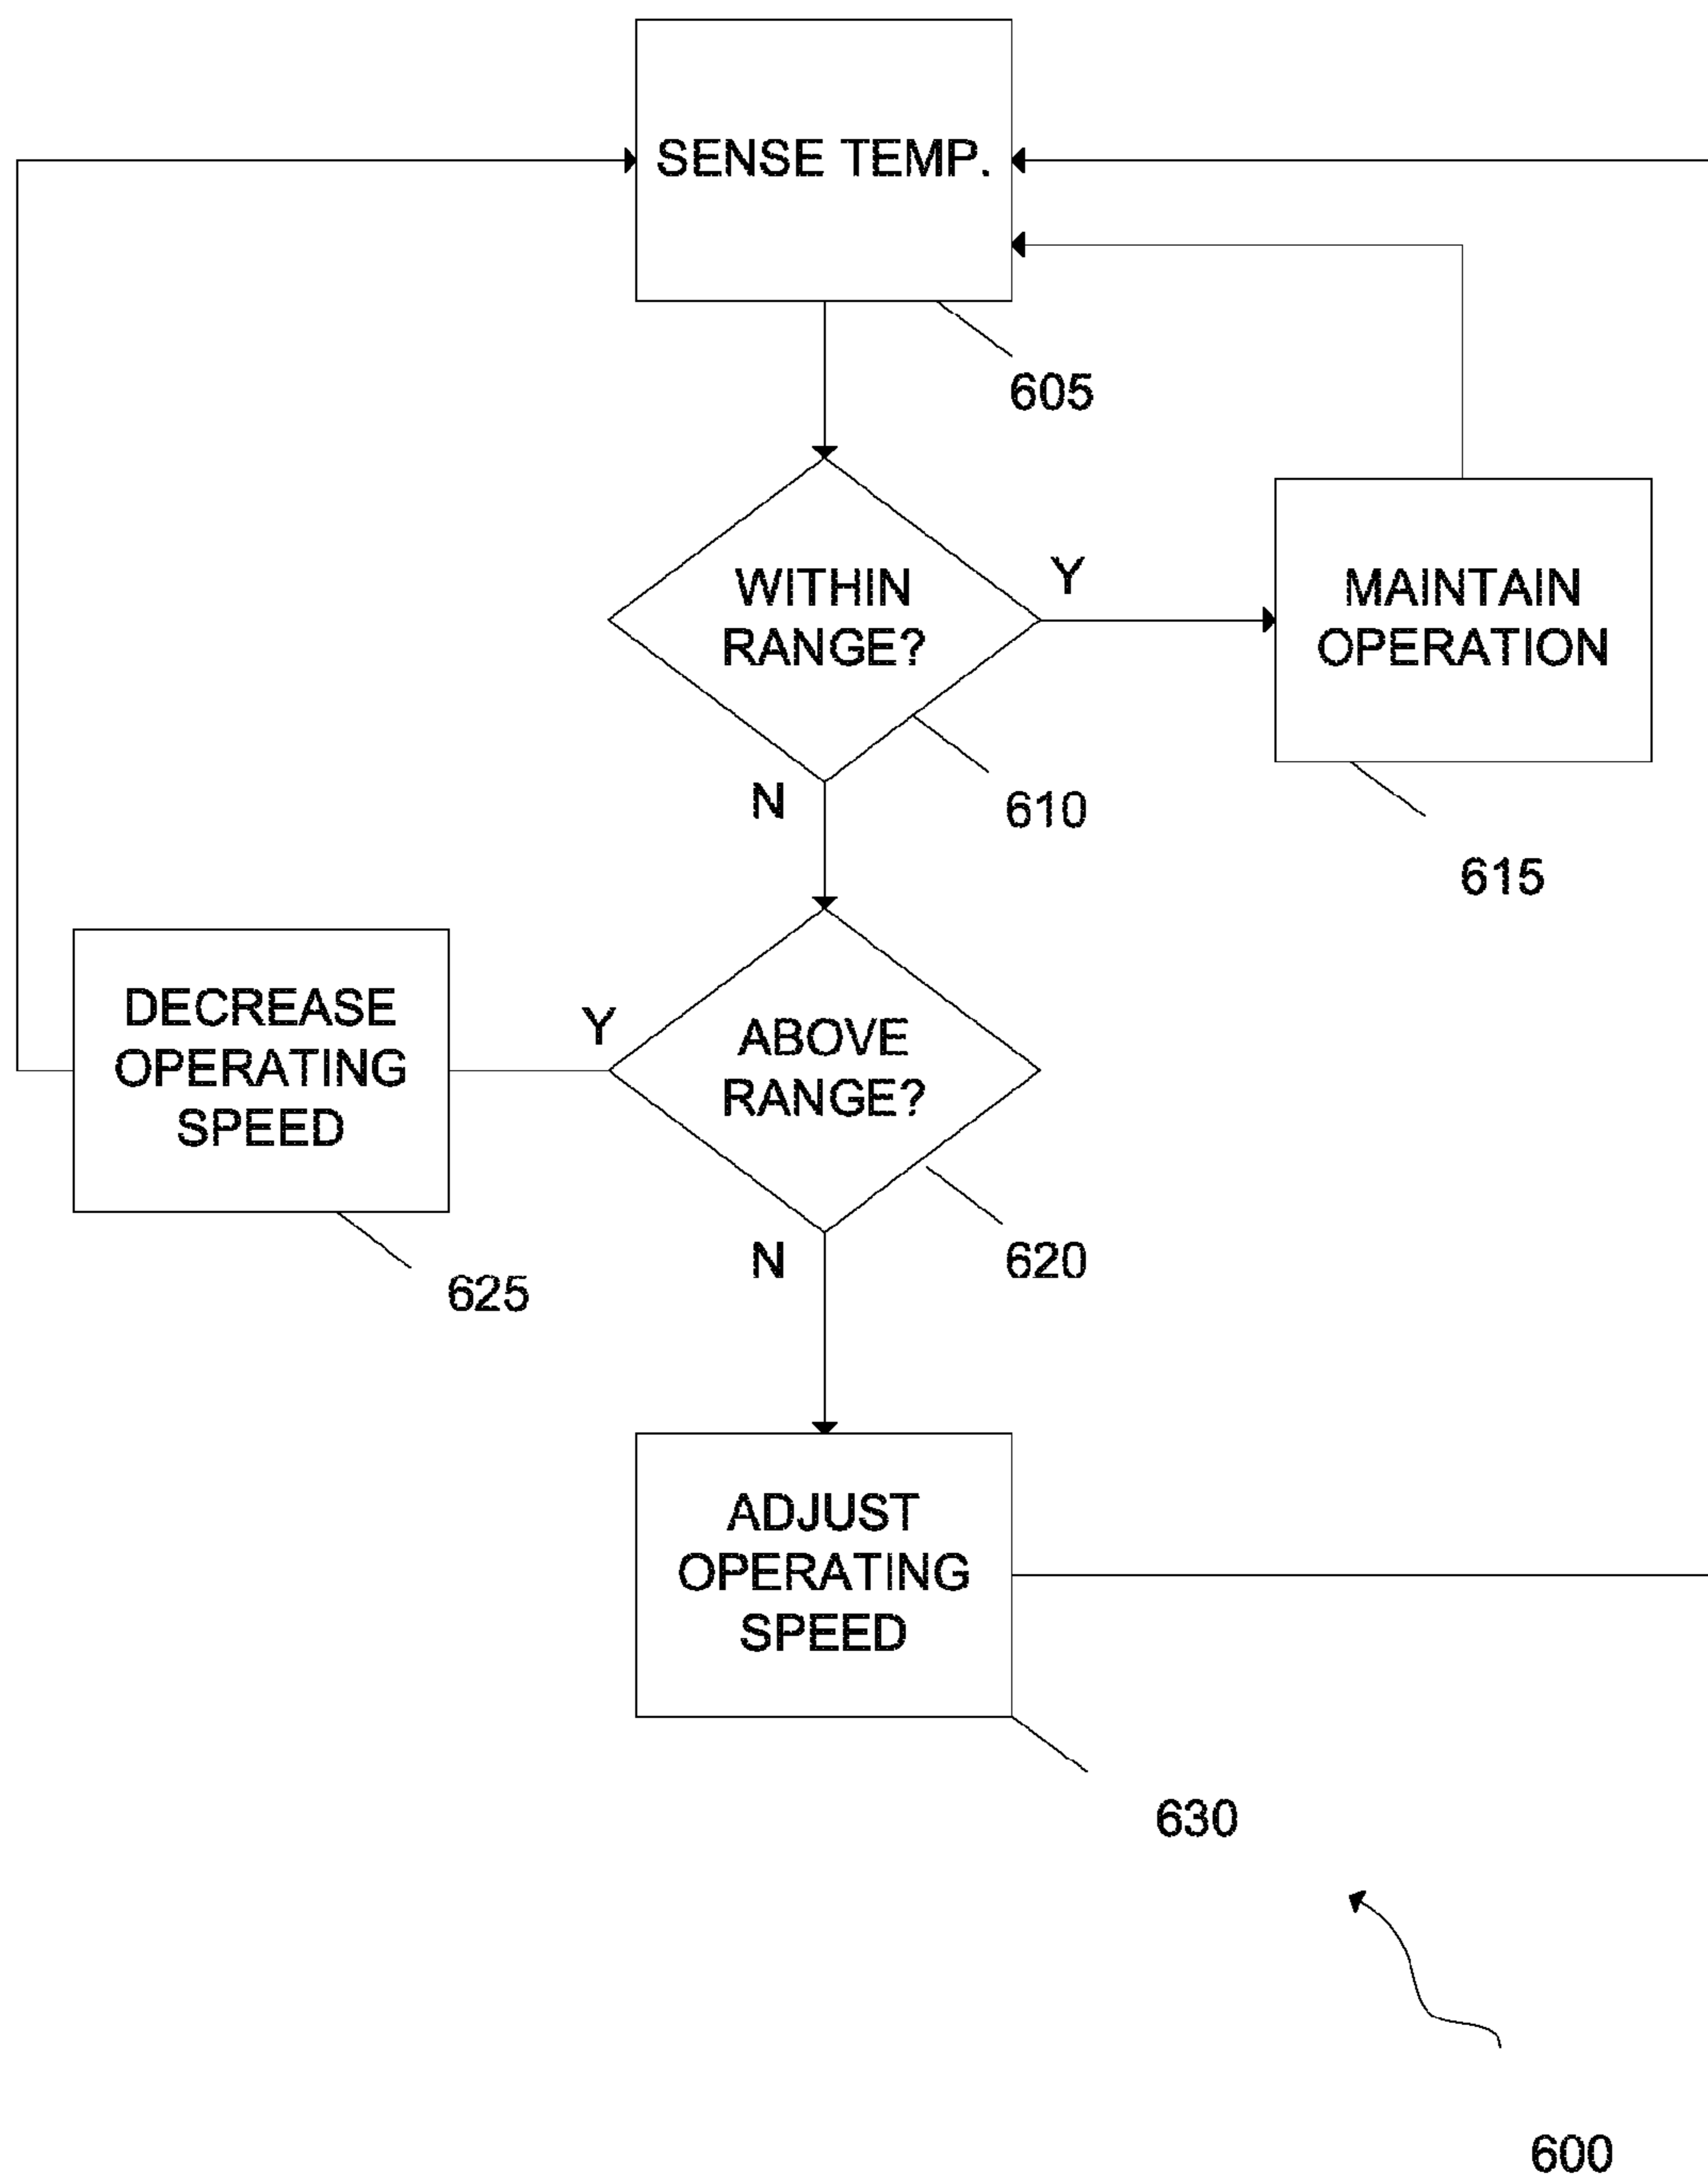 SENSE TEMP.
605
WITHIN
RANGE?
Y
MAINTAIN
OPERATION
N
610
615
DECREASE
OPERATING
SPEED
Y
ABOVE
RANGE?
N
620
625
ADJUST
OPERATING
SPEED
630
600